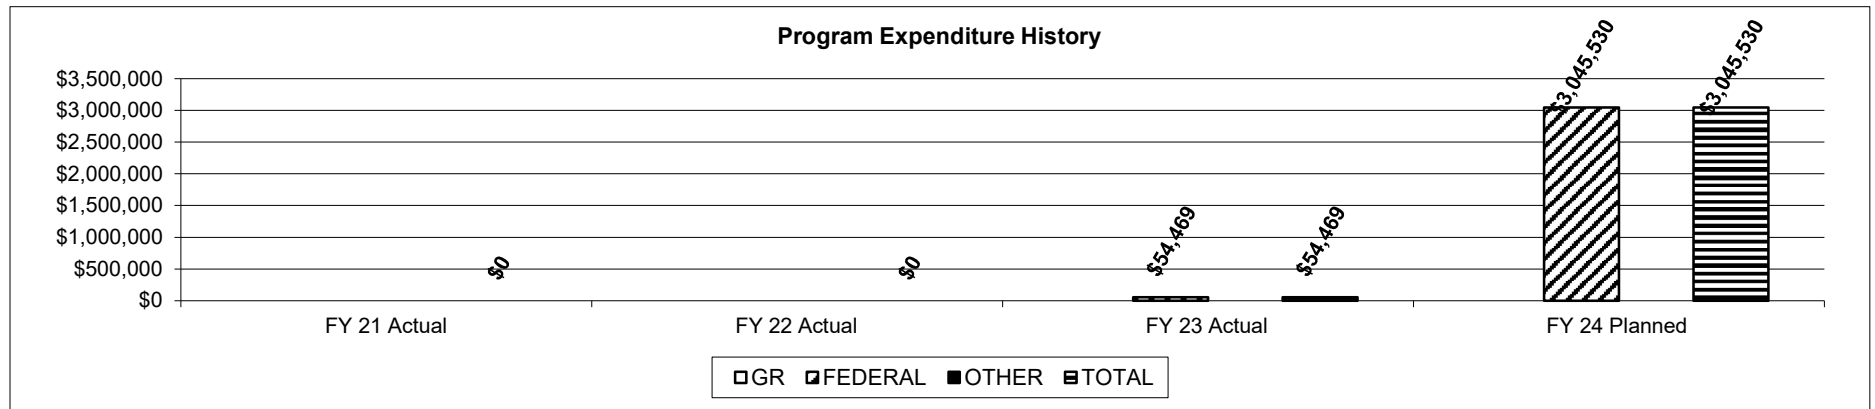 Program Expenditure History
$3,500,000
$3,000,000
$2,500,000
$2,000,000
$1,500,000
$1,000,000
$500,000
$0
$0
$0
$54,469
$54,469
$3,045,530
$3,045,530
FY 21 Actual
FY 22 Actual
FY 23 Actual
FY 24 Planned
GR FEDERAL OTHER TOTAL